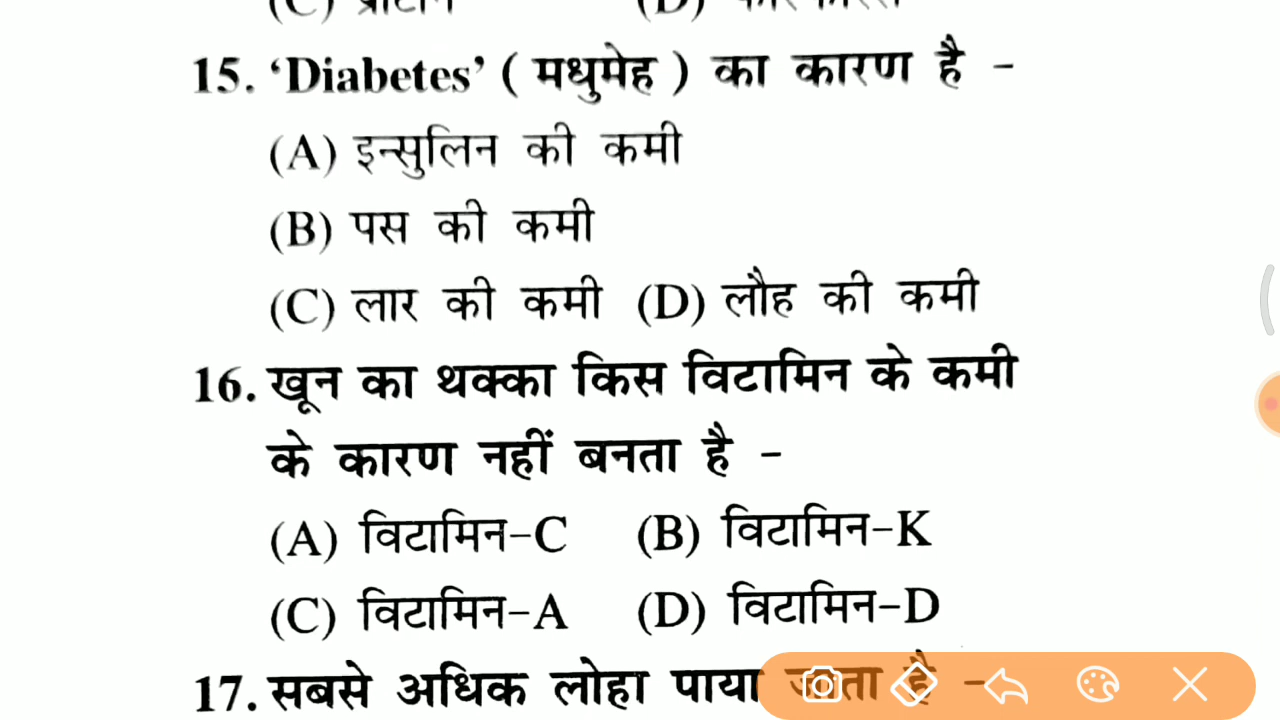 15. ‘Diabetes’ ( मधुमेह ) का कारण है -
(A) इन्सुलिन की कमी
(B) पस की कमी
(C) लार की कमी (D) लौह की कमी
16. खून का थक्का किस विटामिन के कमी
के कारण नहीं बनता है -
(A) विटामिन-C (B) विटामिन-K
(C) विटामिन-A (D) विटामिन-D
17. सबसे अधिक लोहा पाया जाता है -